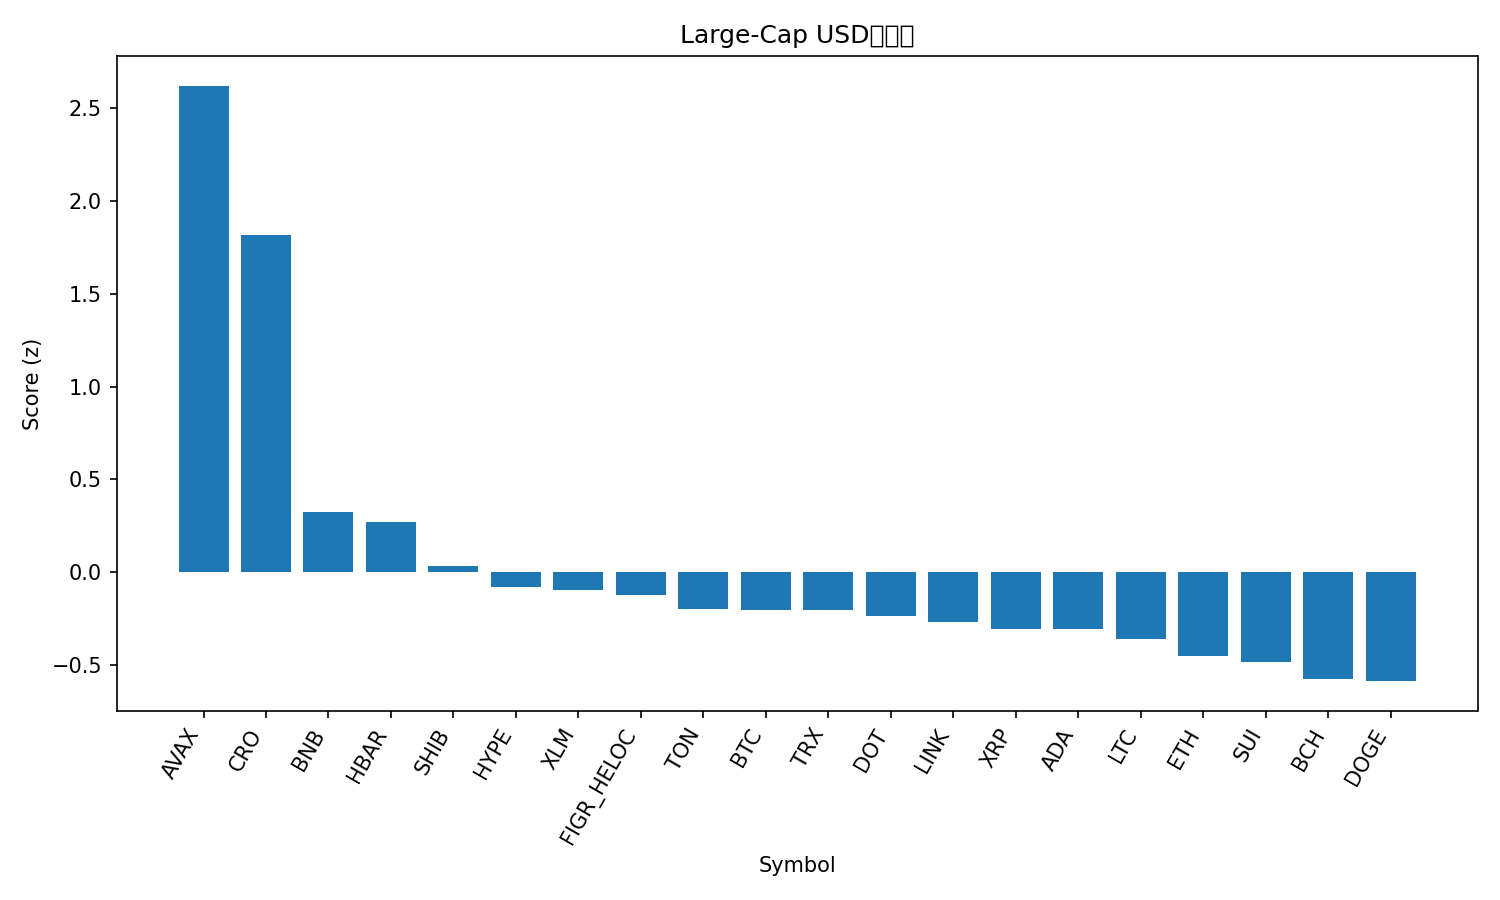 Large-Cap USD
Score (z)
2.5
2.0
1.5
1.0
0.5
0.0
−0.5
AVAX
CRO
BNB
HBAR
SHIB
HYPE
XLM
FIGR_HELOC
TON
BTC
TRX
DOT
LINK
XRP
ADA
LTC
ETH
SUI
BCH
DOGE
Symbol